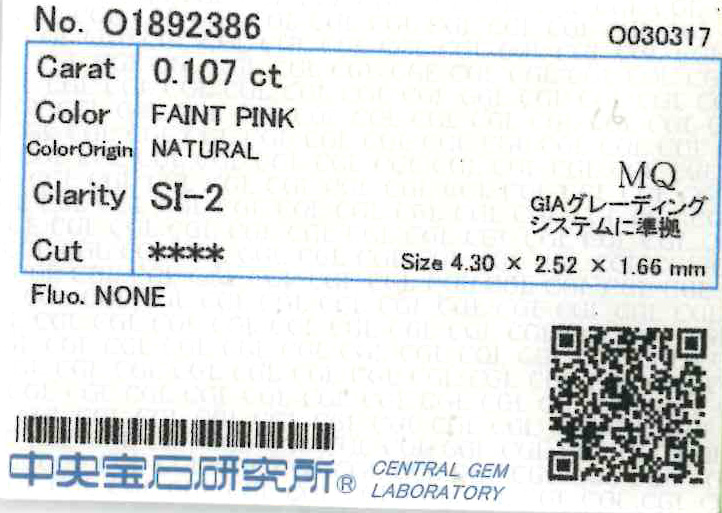 No. O1892386
O030317
Carat 0.107 ct
Color FAINT PINK
ColorOrigin NATURAL
Clarity SI-2
MQ
GIAグレーディング
システムに準拠
Cut ****
Size 4.30 × 2.52 × 1.66 mm
Fluo. NONE
中央宝石研究所® CENTRAL GEM
LABORATORY